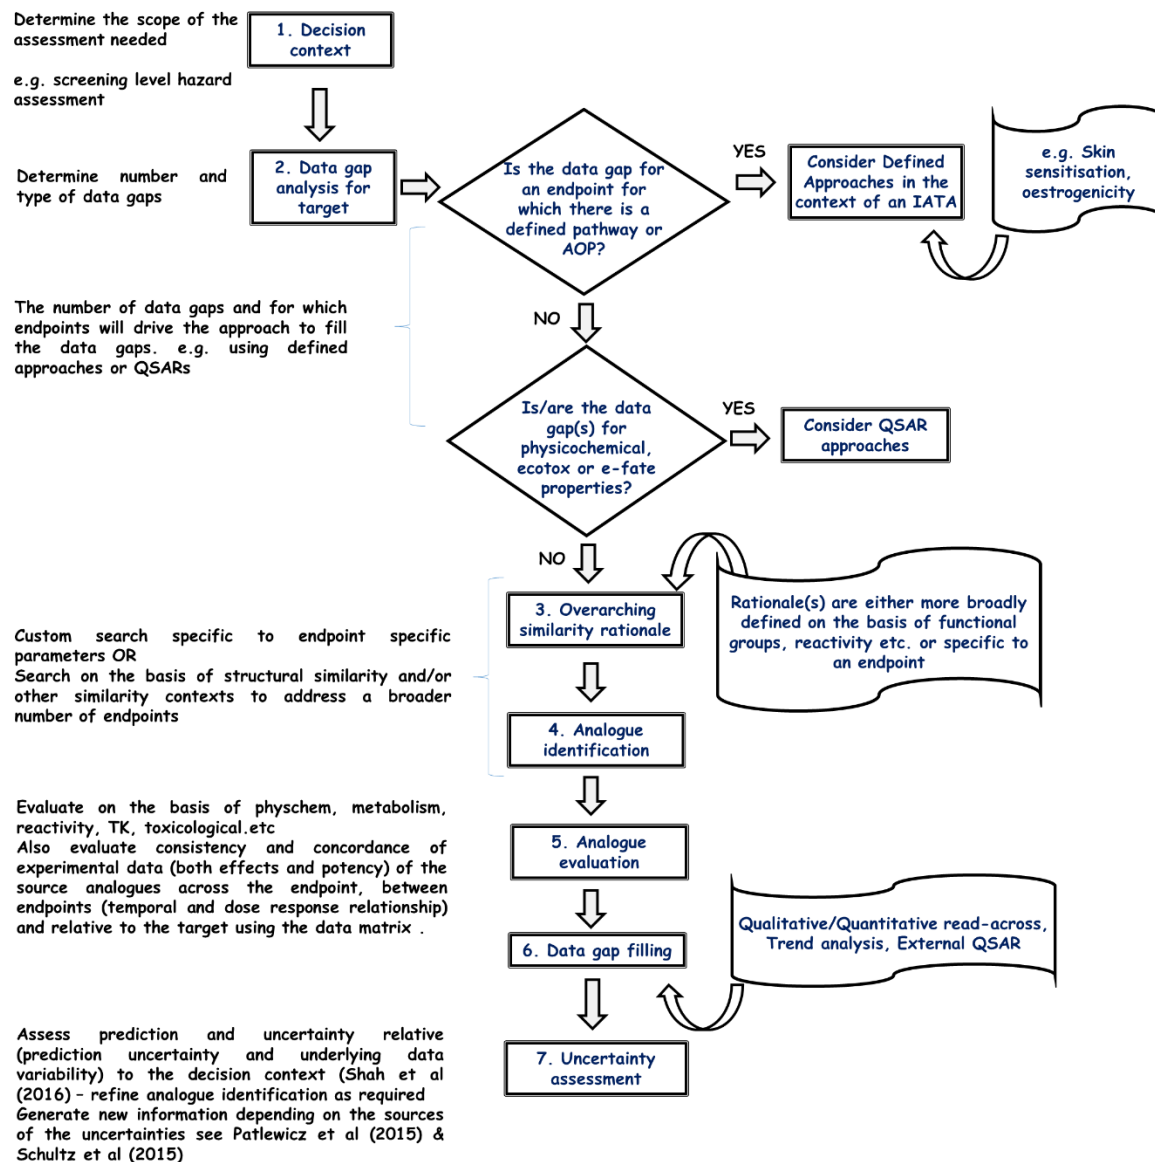 Determine the scope of the
assessment needed
e.g. screening level hazard
assessment
1. Decision
context
Determine number and
type of data gaps
2. Data gap
analysis for
target
Is the data gap for
an endpoint for
which there is a
defined pathway or
AOP?
YES
Consider Defined
Approaches in the
context of an IATA
e.g. Skin
sensitisation,
oestrogenicity
The number of data gaps and for which
endpoints will drive the approach to fill
the data gaps. e.g. using defined
approaches or QSARs
NO
Is/are the data
gap(s) for
physicochemical,
ecotox or e-fate
properties?
YES
Consider QSAR
approaches
NO
3. Overarching
similarity rationale
Rationale(s) are either more broadly
defined on the basis of functional
groups, reactivity etc. or specific to
an endpoint
Custom search specific to endpoint specific
parameters OR
Search on the basis of structural similarity and/or
other similarity contexts to address a broader
number of endpoints
4. Analogue
identification
Evaluate on the basis of physchem, metabolism,
reactivity, TK, toxicological.etc
Also evaluate consistency and concordance of
experimental data (both effects and potency) of the
source analogues across the endpoint, between
endpoints (temporal and dose response relationship)
and relative to the target using the data matrix .
5. Analogue
evaluation
6. Data gap filling
Qualitative/Quantitative read-across,
Trend analysis, External QSAR
Assess prediction and uncertainty relative
(prediction uncertainty and underlying data
variability) to the decision context (Shah et al
(2016) – refine analogue identification as required
Generate new information depending on the sources
of the uncertainties see Patlewicz et al (2015) &
Schultz et al (2015)
7. Uncertainty
assessment